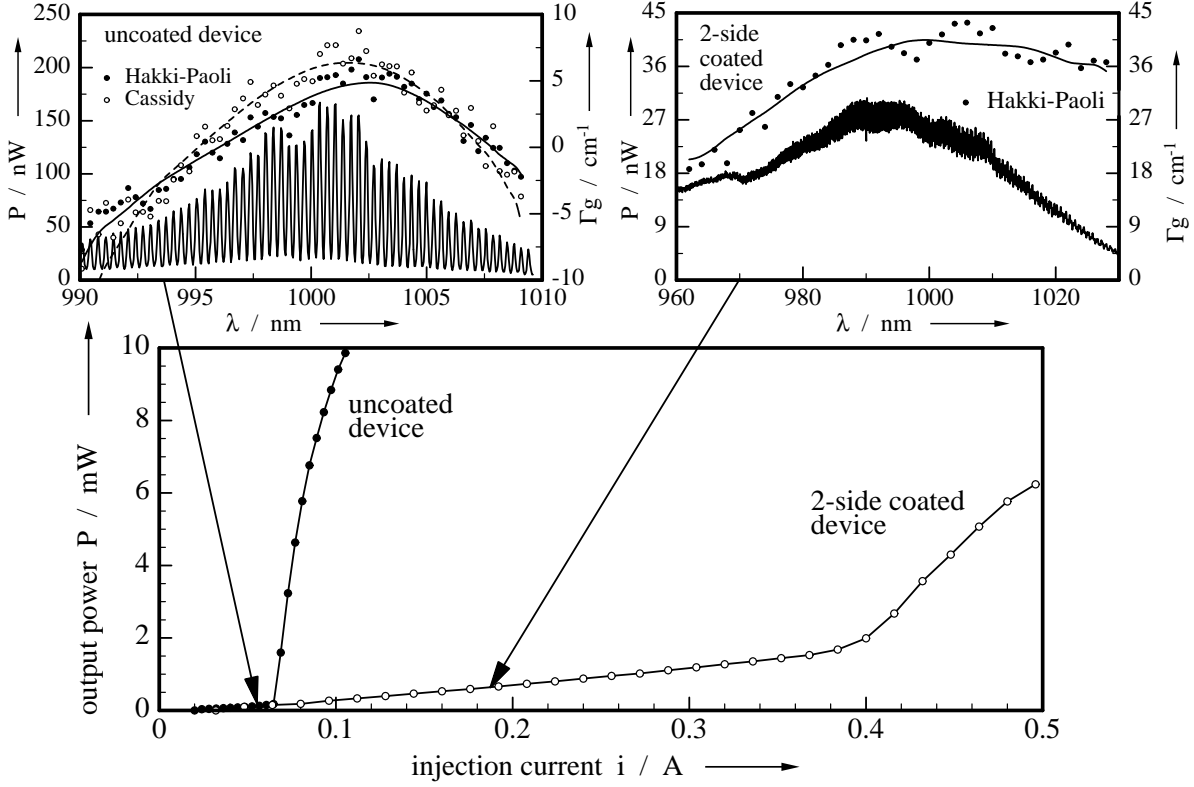 250
200
150
100
50
0
P / nW
uncoated device
Hakki-Paoli
Cassidy
10
5
0
-5
-10
Γg / cm-1
990
995
1000
1005
1010
λ / nm
45
36
27
18
9
0
P / nW
2-side
coated
device
Hakki-Paoli
45
36
27
18
9
0
Γg / cm-1
960
980
1000
1020
λ / nm
10
8
6
4
2
0
output power P / mW
uncoated
device
2-side coated
device
0
0.1
0.2
0.3
0.4
0.5
injection current i / A